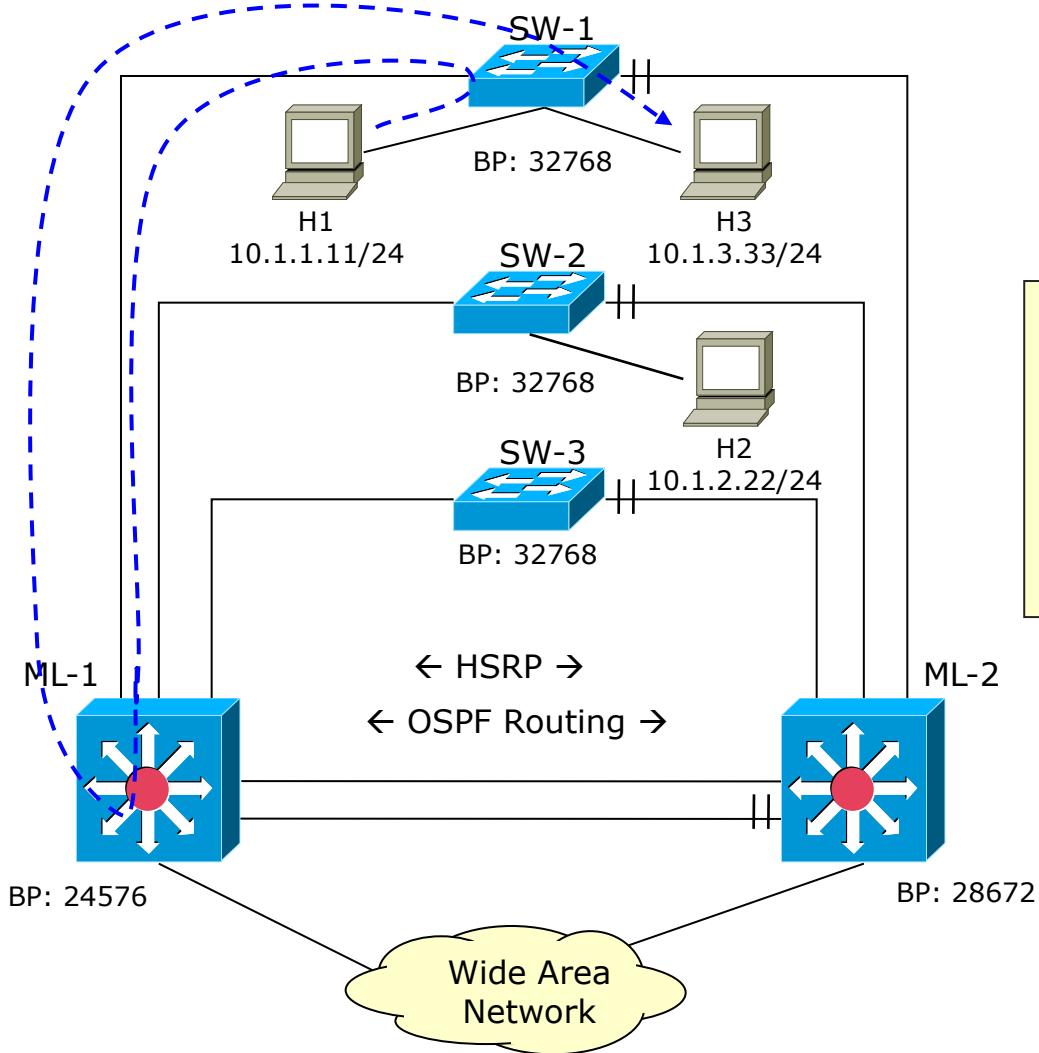 SW-1
BP: 32768
H1
10.1.1.11/24
H3
10.1.3.33/24
SW-2
BP: 32768
H2
10.1.2.22/24
SW-3
BP: 32768
ML-1
← HSRP →
ML-2
← OSPF Routing →
BP: 24576
BP: 28672
Wide Area
Network